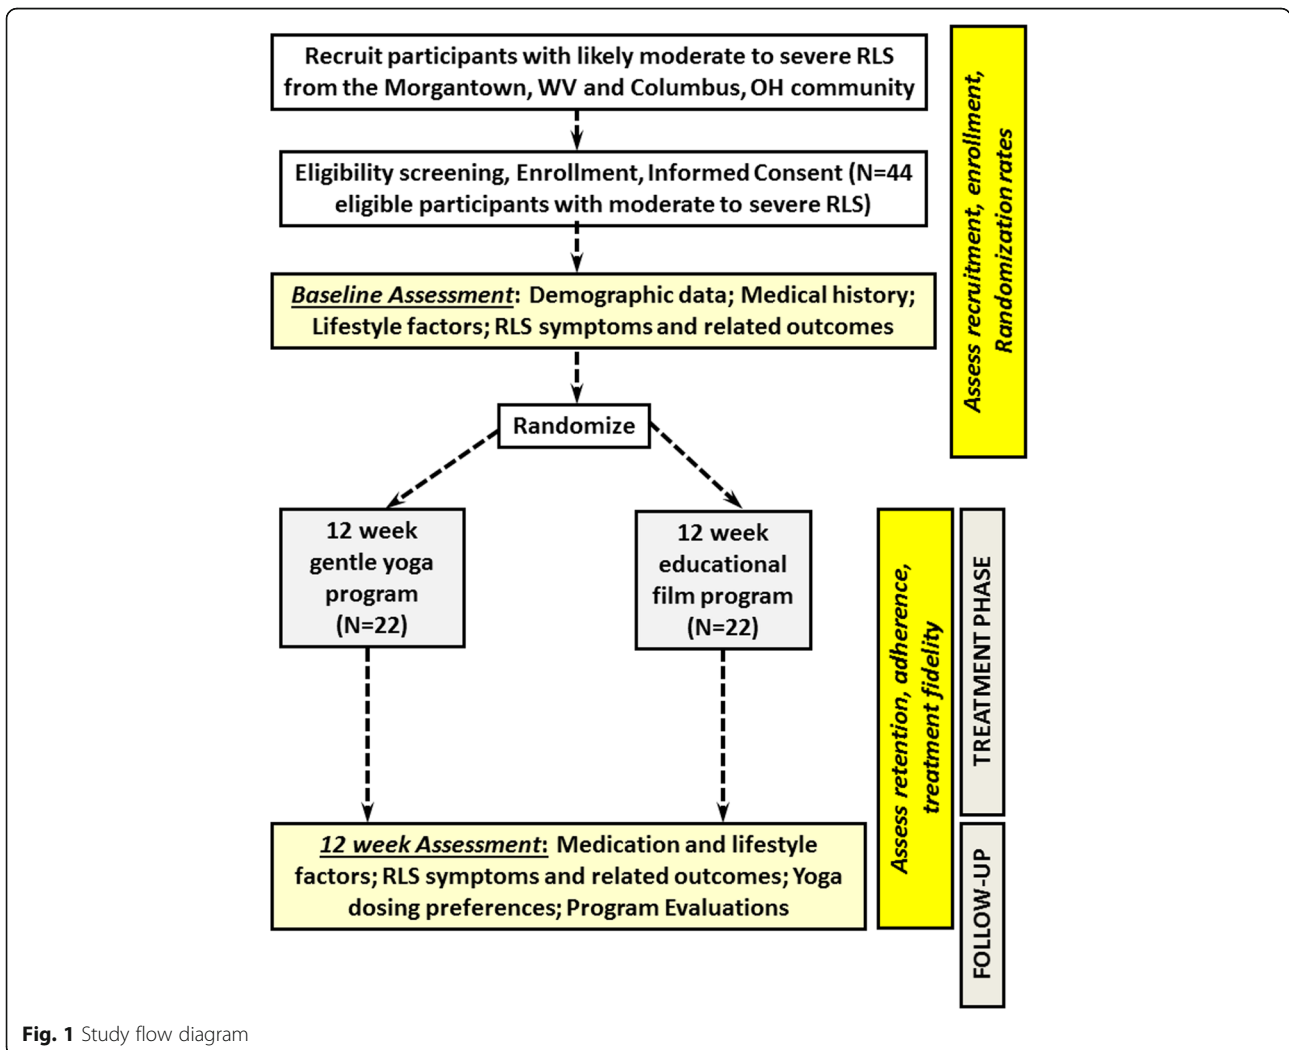 Recruit participants with likely moderate to severe RLS
from the Morgantown, WV and Columbus, OH community
Eligibility screening, Enrollment, Informed Consent (N=44
eligible participants with moderate to severe RLS)
Baseline Assessment: Demographic data; Medical history;
Lifestyle factors; RLS symptoms and related outcomes
Assess recruitment, enrollment,
Randomization rates
Randomize
12 week
gentle yoga
program
(N=22)
12 week
educational
film program
(N=22)
Assess retention, adherence,
treatment fidelity
TREATMENT PHASE
12 week Assessment: Medication and lifestyle
factors; RLS symptoms and related outcomes; Yoga
dosing preferences; Program Evaluations
FOLLOW-UP
Fig. 1 Study flow diagram